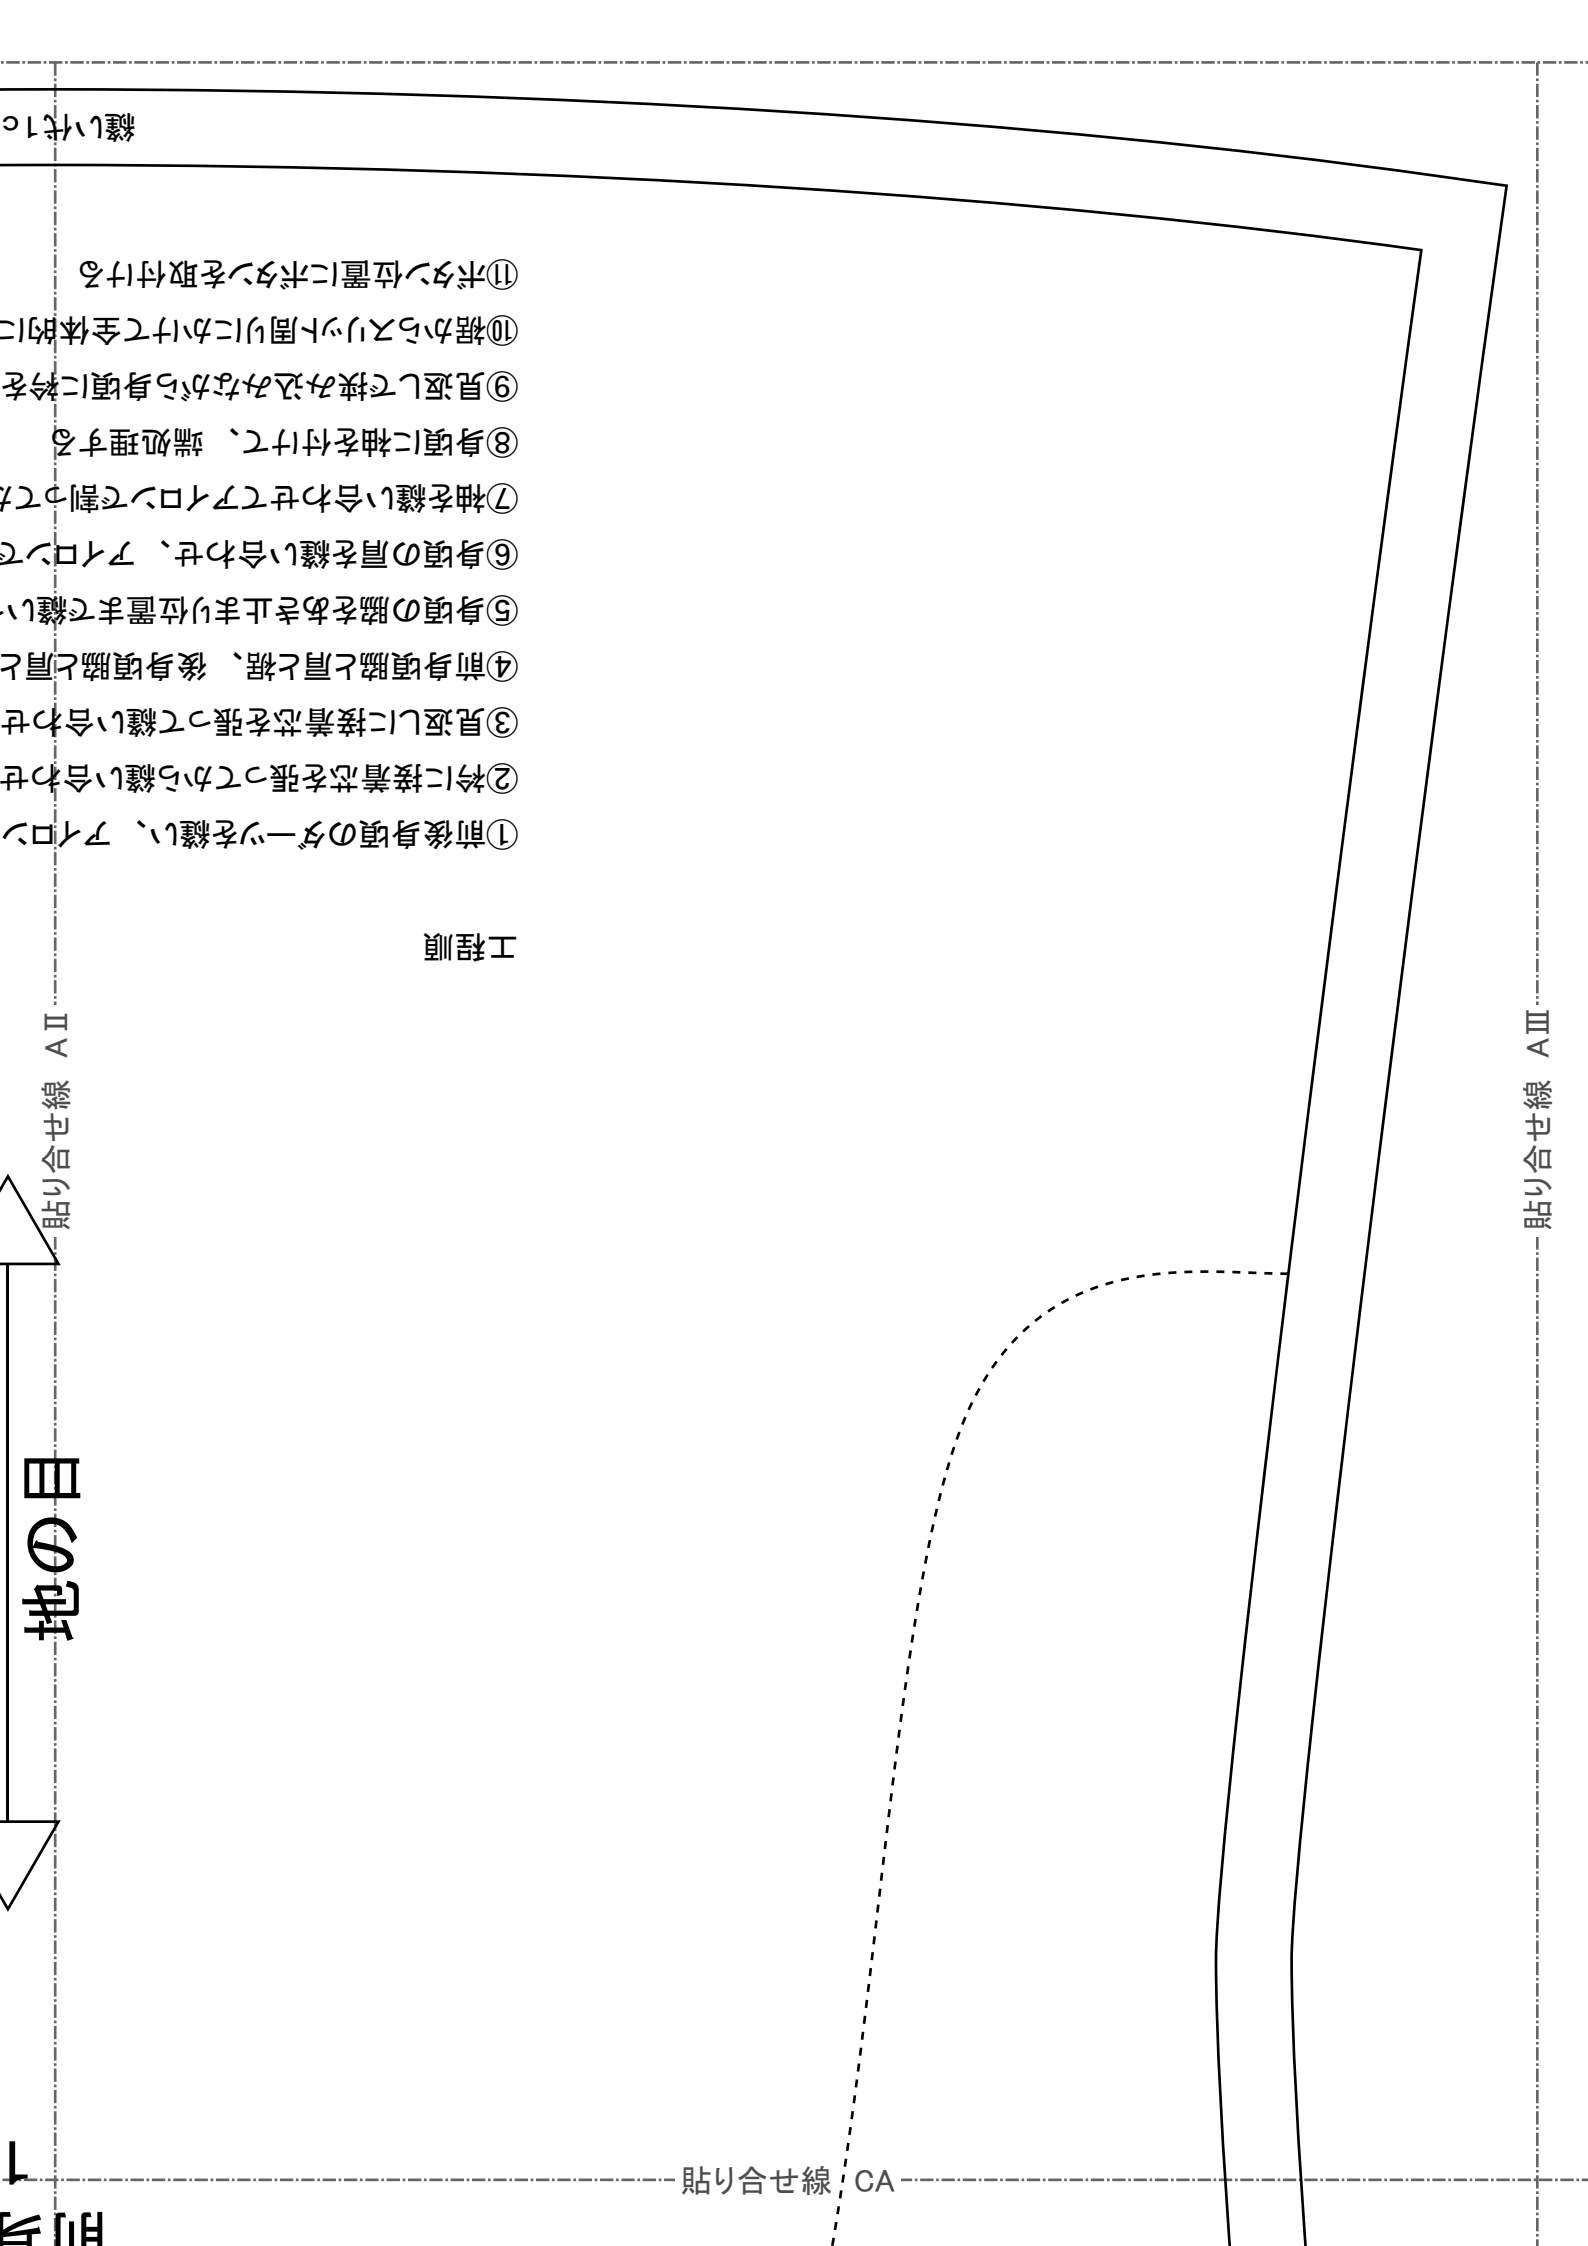 工程順
①前後身頃のダーツを縫い、アイロン
②衿に接着芯を張ってから縫い合わせ
③見返しに接着芯を張って縫い合わせ
④前身頃脇と肩と裾、後身頃脇と肩と
⑤身頃の脇をあき止まり位置まで縫い
⑥身頃の肩を縫い合わせ、アイロンで
⑦袖を縫い合わせてアイロンで割って
⑧身頃に袖を付けて、端処理する
⑨見返しで挟み込みながら身頃に衿を
⑩裾からスリット周りにかけて全体的に
⑪ボタン位置にボタンを取付ける
縫い代1c
貼り合せ線 AⅡ
貼り合せ線 AⅢ
地の目
1
貼り合せ線 CA